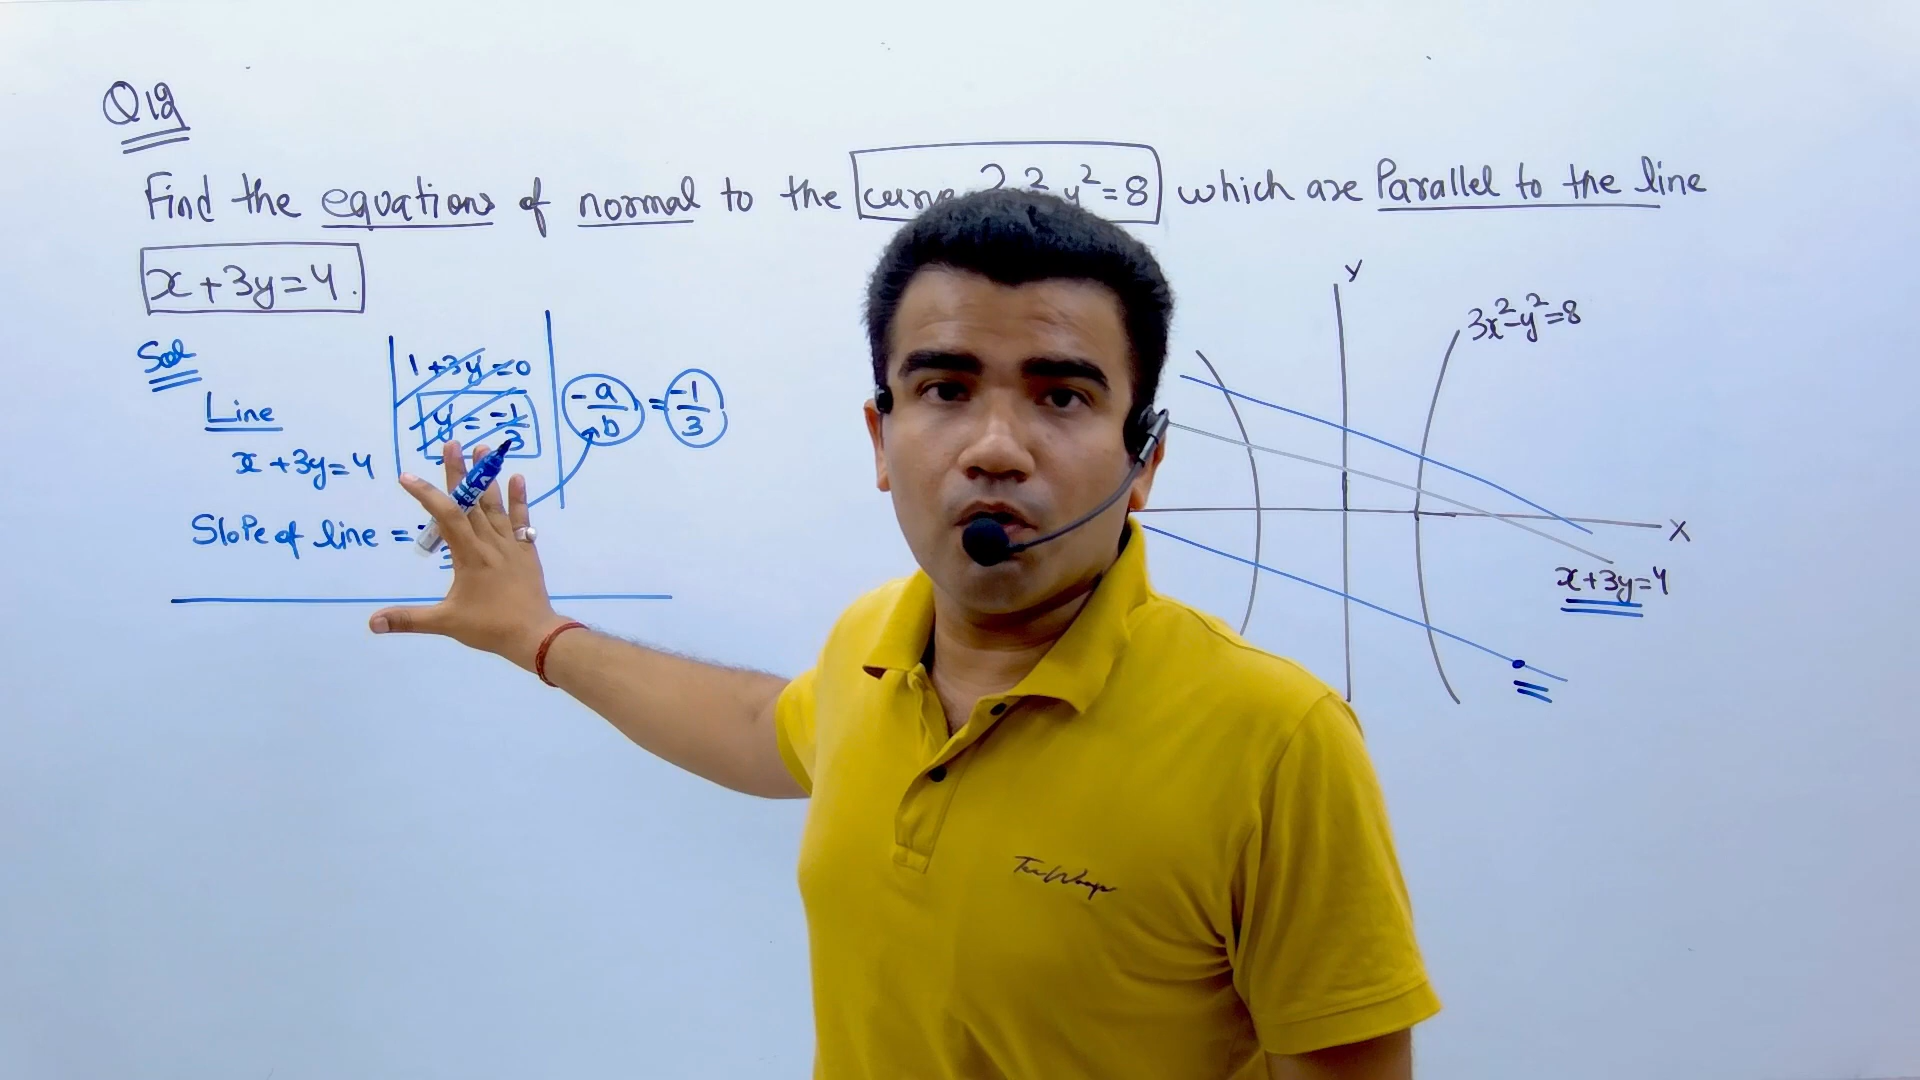 Q12
Find the equations of normal to the curve 3x²-y²=8 which are Parallel to the line
x+3y=4.
Sol
Line
x+3y=4
Slope of line =
3
1+3y'=0
y'=-1/3
-a/b = -1/3
Y
3x²-y²=8
X
x+3y=4